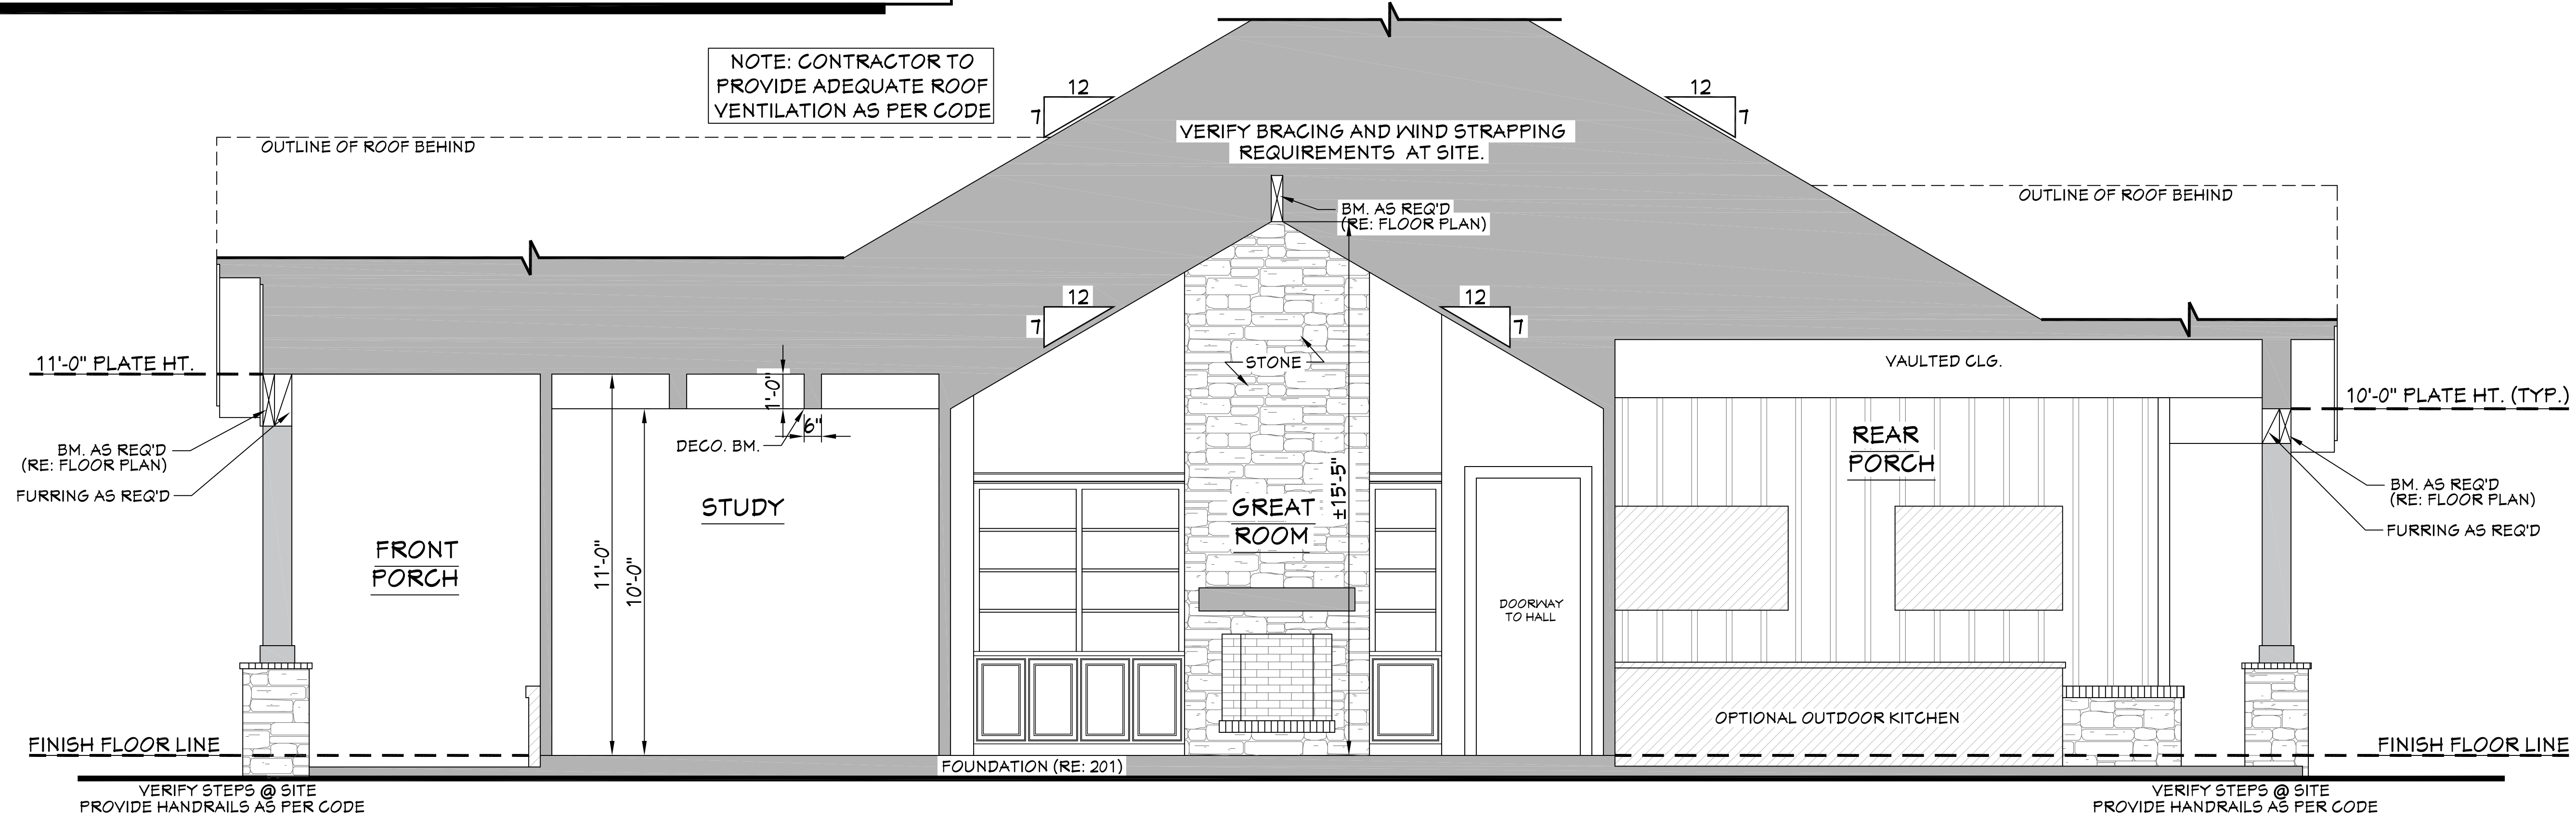 NOTE: CONTRACTOR TO
PROVIDE ADEQUATE ROOF
VENTILATION AS PER CODE
12
7
12
7
VERIFY BRACING AND WIND STRAPPING
REQUIREMENTS AT SITE.
OUTLINE OF ROOF BEHIND
OUTLINE OF ROOF BEHIND
BM. AS REQ'D
(RE: FLOOR PLAN)
12
7
12
7
11'-0" PLATE HT.
STONE
VAULTED CLG.
10'-0" PLATE HT. (TYP.)
1'-0"
6"
DECO. BM.
BM. AS REQ'D
(RE: FLOOR PLAN)
FURRING AS REQ'D
REAR
PORCH
BM. AS REQ'D
(RE: FLOOR PLAN)
FURRING AS REQ'D
STUDY
GREAT
ROOM
±15'-5"
FRONT
PORCH
11'-0"
10'-0"
DOORWAY
TO HALL
OPTIONAL OUTDOOR KITCHEN
FINISH FLOOR LINE
FINISH FLOOR LINE
FOUNDATION (RE: 201)
VERIFY STEPS @ SITE
PROVIDE HANDRAILS AS PER CODE
VERIFY STEPS @ SITE
PROVIDE HANDRAILS AS PER CODE